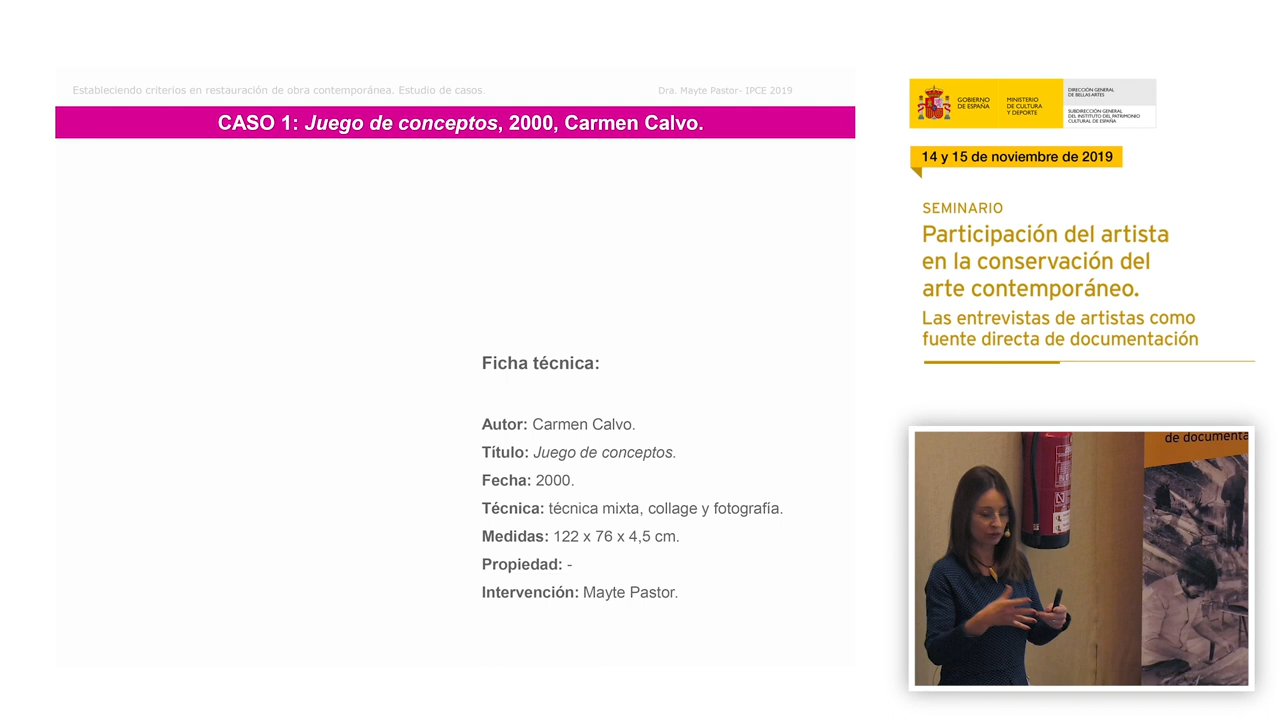 Estableciendo criterios en restauración de obra contemporánea. Estudio de casos.
Dra. Mayte Pastor- IPCE 2019
CASO 1: Juego de conceptos, 2000, Carmen Calvo.
Ficha técnica:
Autor: Carmen Calvo.
Título: Juego de conceptos.
Fecha: 2000.
Técnica: técnica mixta, collage y fotografía.
Medidas: 122 x 76 x 4,5 cm.
Propiedad: -
Intervención: Mayte Pastor.
GOBIERNO
DE ESPAÑA
MINISTERIO
DE CULTURA
Y DEPORTE
DIRECCIÓN GENERAL
DE BELLAS ARTES
SUBDIRECCIÓN GENERAL
DEL INSTITUTO DEL PATRIMONIO
CULTURAL DE ESPAÑA
14 y 15 de noviembre de 2019
SEMINARIO
Participación del artista
en la conservación del
arte contemporáneo.
Las entrevistas de artistas como
fuente directa de documentación
de documenta